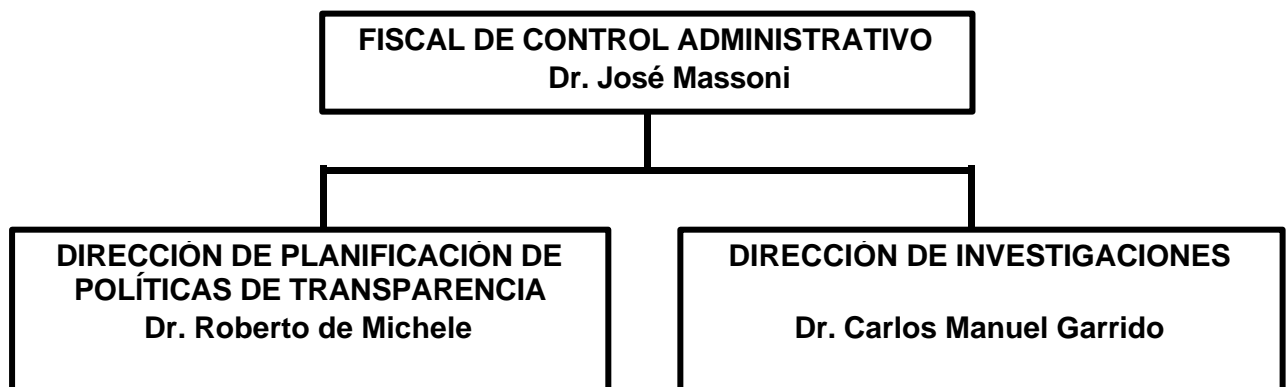 FISCAL DE CONTROL ADMINISTRATIVO
Dr. José Massoni
DIRECCIÓN DE PLANIFICACIÓN DE
POLÍTICAS DE TRANSPARENCIA
Dr. Roberto de Michele
DIRECCIÓN DE INVESTIGACIONES
Dr. Carlos Manuel Garrido